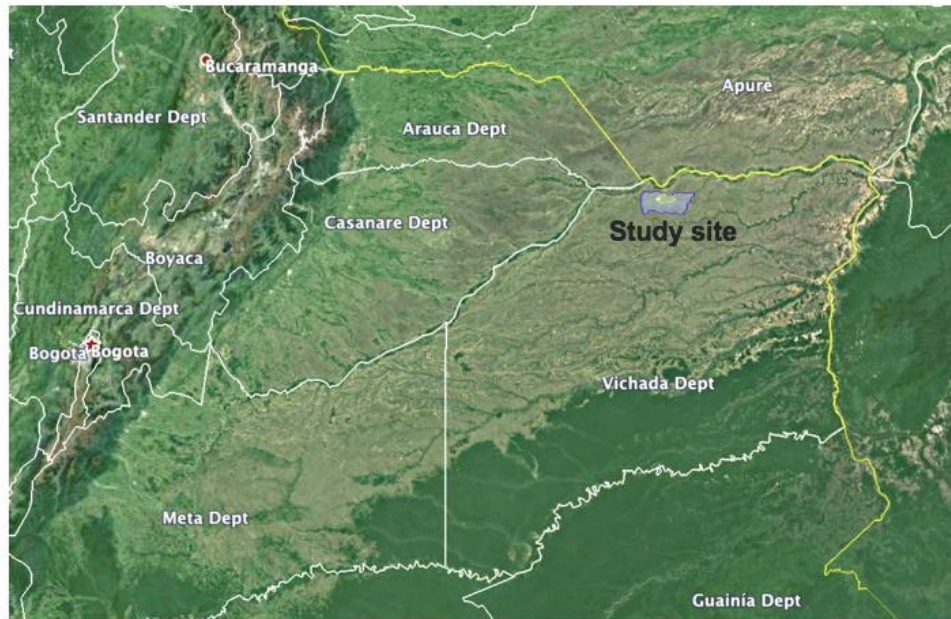 Bucaramanga
Apure
Santander Dept
Arauca Dept
Casanare Dept
Study site
Boyaca
Cundinamarca Dept
Bogota Bogota
Vichada Dept
Meta Dept
Guainía Dept